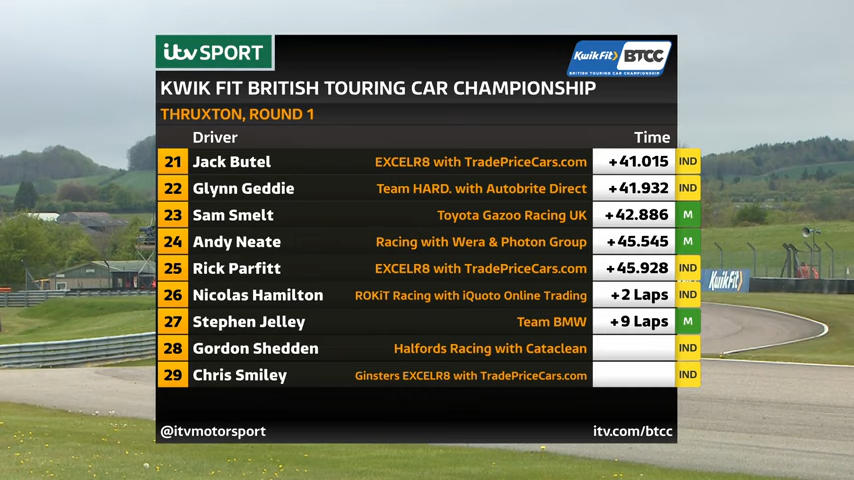 itv SPORT
KwikFit BTCC
BRITISH TOURING CAR CHAMPIONSHIP
KWIK FIT BRITISH TOURING CAR CHAMPIONSHIP
THRUXTON, ROUND 1
Driver Time
21 Jack Butel EXCELR8 with TradePriceCars.com +41.015 IND
22 Glynn Geddie Team HARD. with Autobrite Direct +41.932 IND
23 Sam Smelt Toyota Gazoo Racing UK +42.886 M
24 Andy Neate Racing with Wera & Photon Group +45.545 M
25 Rick Parfitt EXCELR8 with TradePriceCars.com +45.928 IND
26 Nicolas Hamilton ROKiT Racing with iQuoto Online Trading +2 Laps IND
27 Stephen Jelley Team BMW +9 Laps M
28 Gordon Shedden Halfords Racing with Cataclean IND
29 Chris Smiley Ginsters EXCELR8 with TradePriceCars.com IND
KwikFit
@itvmotorsport itv.com/btcc